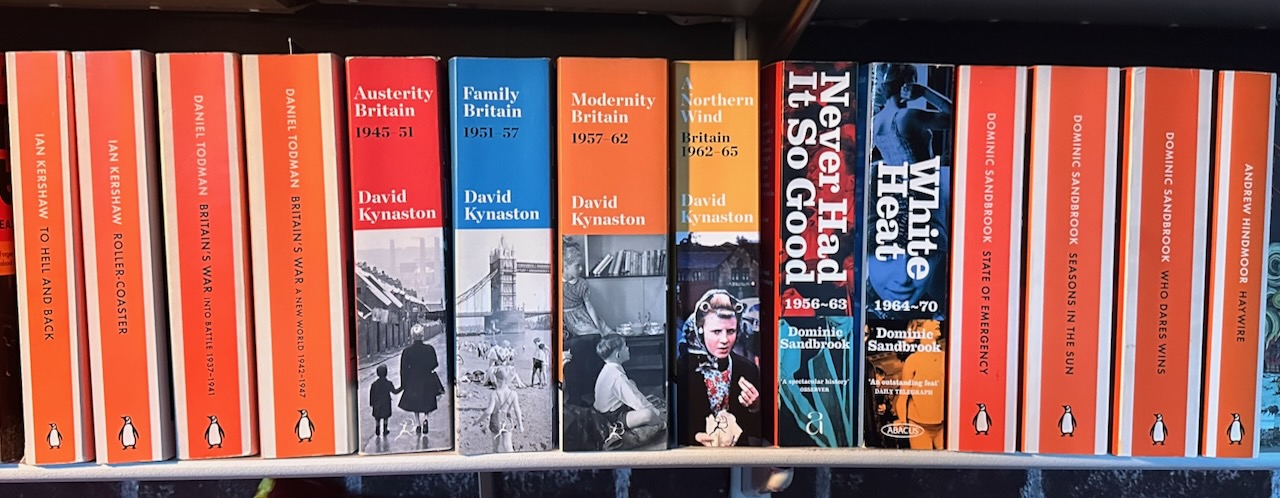 IAN KERSHAW TO HELL AND BACK
IAN KERSHAW ROLLER-COASTER
DANIEL TODMAN BRITAIN'S WAR INTO BATTLE 1937–1941
DANIEL TODMAN BRITAIN'S WAR A NEW WORLD 1942–1947
Austerity
Britain
1945–51
David
Kynaston
Family
Britain
1951–57
David
Kynaston
Modernity
Britain
1957–62
David
Kynaston
A
Northern
Wind
Britain
1962–65
David
Kynaston
Never Had
It So Good
1956~63
Dominic
Sandbrook
'A spectacular history'
OBSERVER
a
White
Heat
1964~70
Dominic
Sandbrook
'An outstanding feat'
DAILY TELEGRAPH
ABACUS
DOMINIC SANDBROOK STATE OF EMERGENCY
DOMINIC SANDBROOK SEASONS IN THE SUN
DOMINIC SANDBROOK WHO DARES WINS
ANDREW HINDMOOR HAYWIRE